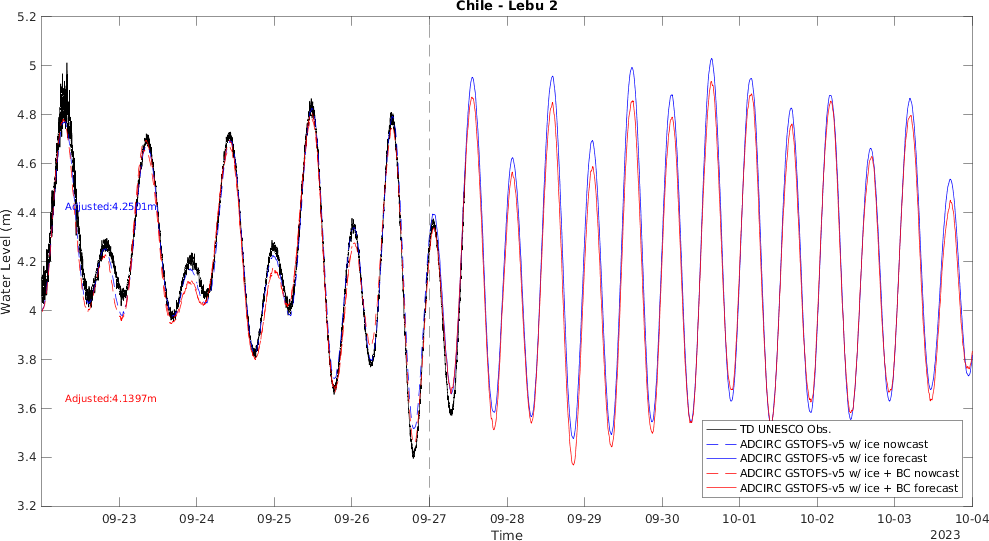 Chile - Lebu 2
5.2
5
4.8
4.6
4.4
4.2
4
3.8
3.6
3.4
3.2
Water Level (m)
Adjusted:4.2501m
Adjusted:4.1397m
TD UNESCO Obs.
ADCIRC GSTOFS-v5 w/ ice nowcast
ADCIRC GSTOFS-v5 w/ ice forecast
ADCIRC GSTOFS-v5 w/ ice + BC nowcast
ADCIRC GSTOFS-v5 w/ ice + BC forecast
09-23 09-24 09-25 09-26 09-27 09-28 09-29 09-30 10-01 10-02 10-03 10-04
Time
2023